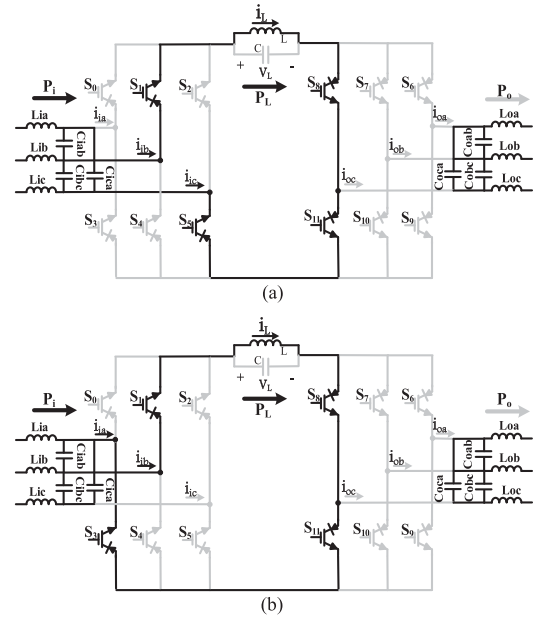 i_L
L
C
+ V_L -
P_L
S_0
S_1
S_2
S_8
S_7
S_6
P_i
P_o
i_ia
i_ib
i_ic
i_oa
i_ob
i_oc
Lia
Lib
Lic
Ciab
Cibc
Cica
Coab
Cobc
Coca
Loa
Lob
Loc
S_3
S_4
S_5
S_11
S_10
S_9
(a)
i_L
L
C
+ V_L -
P_L
S_0
S_1
S_2
S_8
S_7
S_6
P_i
P_o
i_ia
i_ib
i_ic
i_oa
i_ob
i_oc
Lia
Lib
Lic
Ciab
Cibc
Cica
Coab
Cobc
Coca
Loa
Lob
Loc
S_3
S_4
S_5
S_11
S_10
S_9
(b)